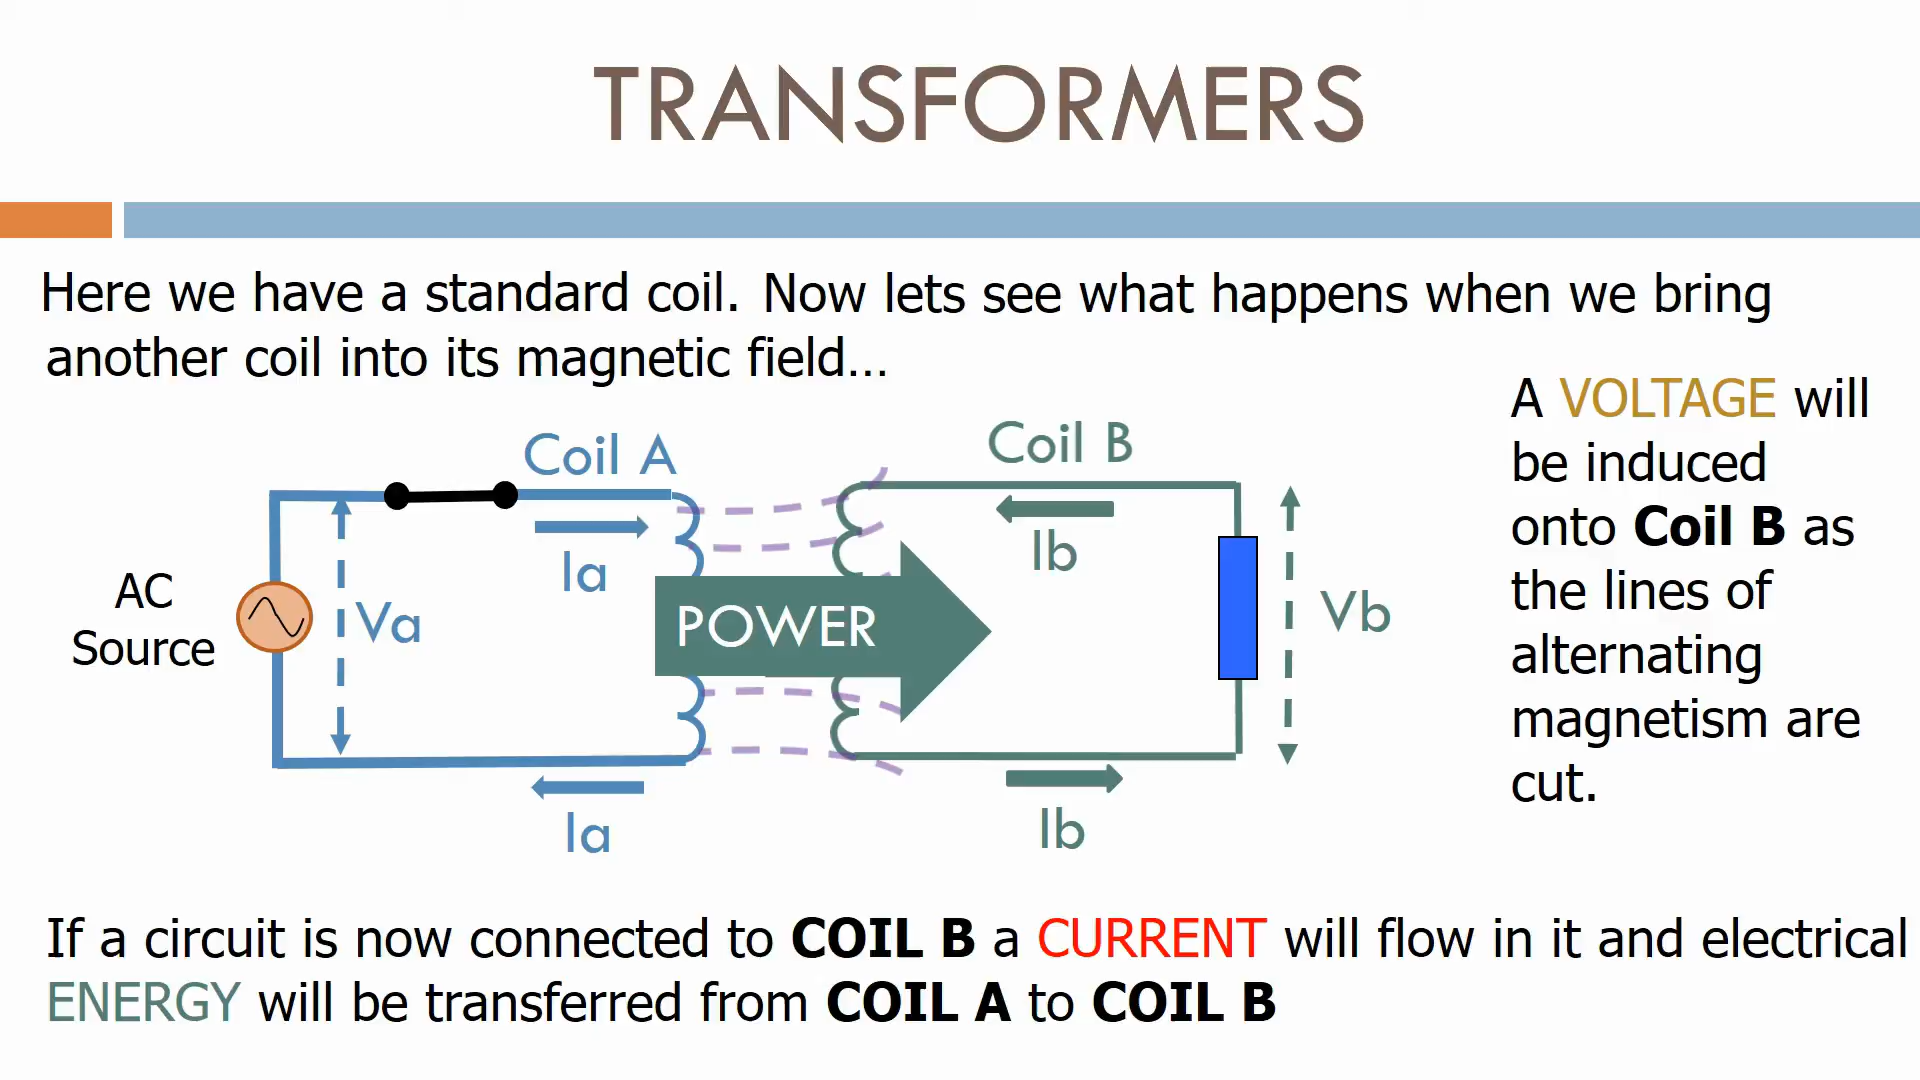 TRANSFORMERS
Here we have a standard coil. Now lets see what happens when we bring
another coil into its magnetic field...
A VOLTAGE will
be induced
onto Coil B as
the lines of
alternating
magnetism are
cut.
Coil A
Coil B
Ia
Ib
AC
Source
Va
POWER
Vb
Ia
Ib
If a circuit is now connected to COIL B a CURRENT will flow in it and electrical
ENERGY will be transferred from COIL A to COIL B